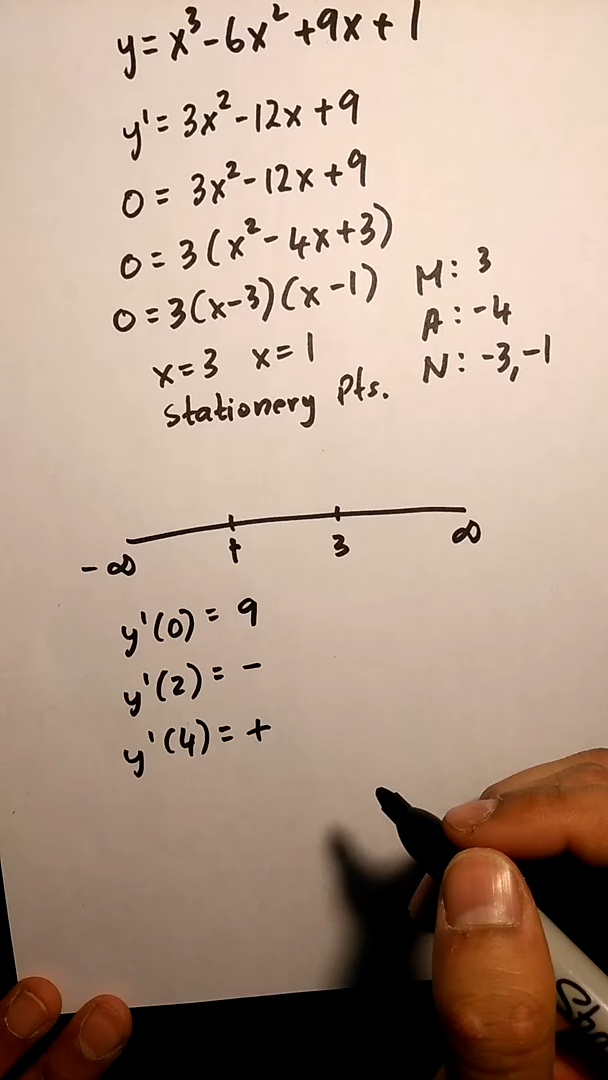 y = x³ - 6x² + 9x + 1
y' = 3x² - 12x + 9
0 = 3x² - 12x + 9
0 = 3(x² - 4x + 3)
0 = 3(x-3)(x-1)
x=3 x=1
Stationery Pts.
M: 3
A: -4
N: -3,-1
-∞ 1 3 ∞
y'(0) = 9
y'(2) = -
y'(4) = +